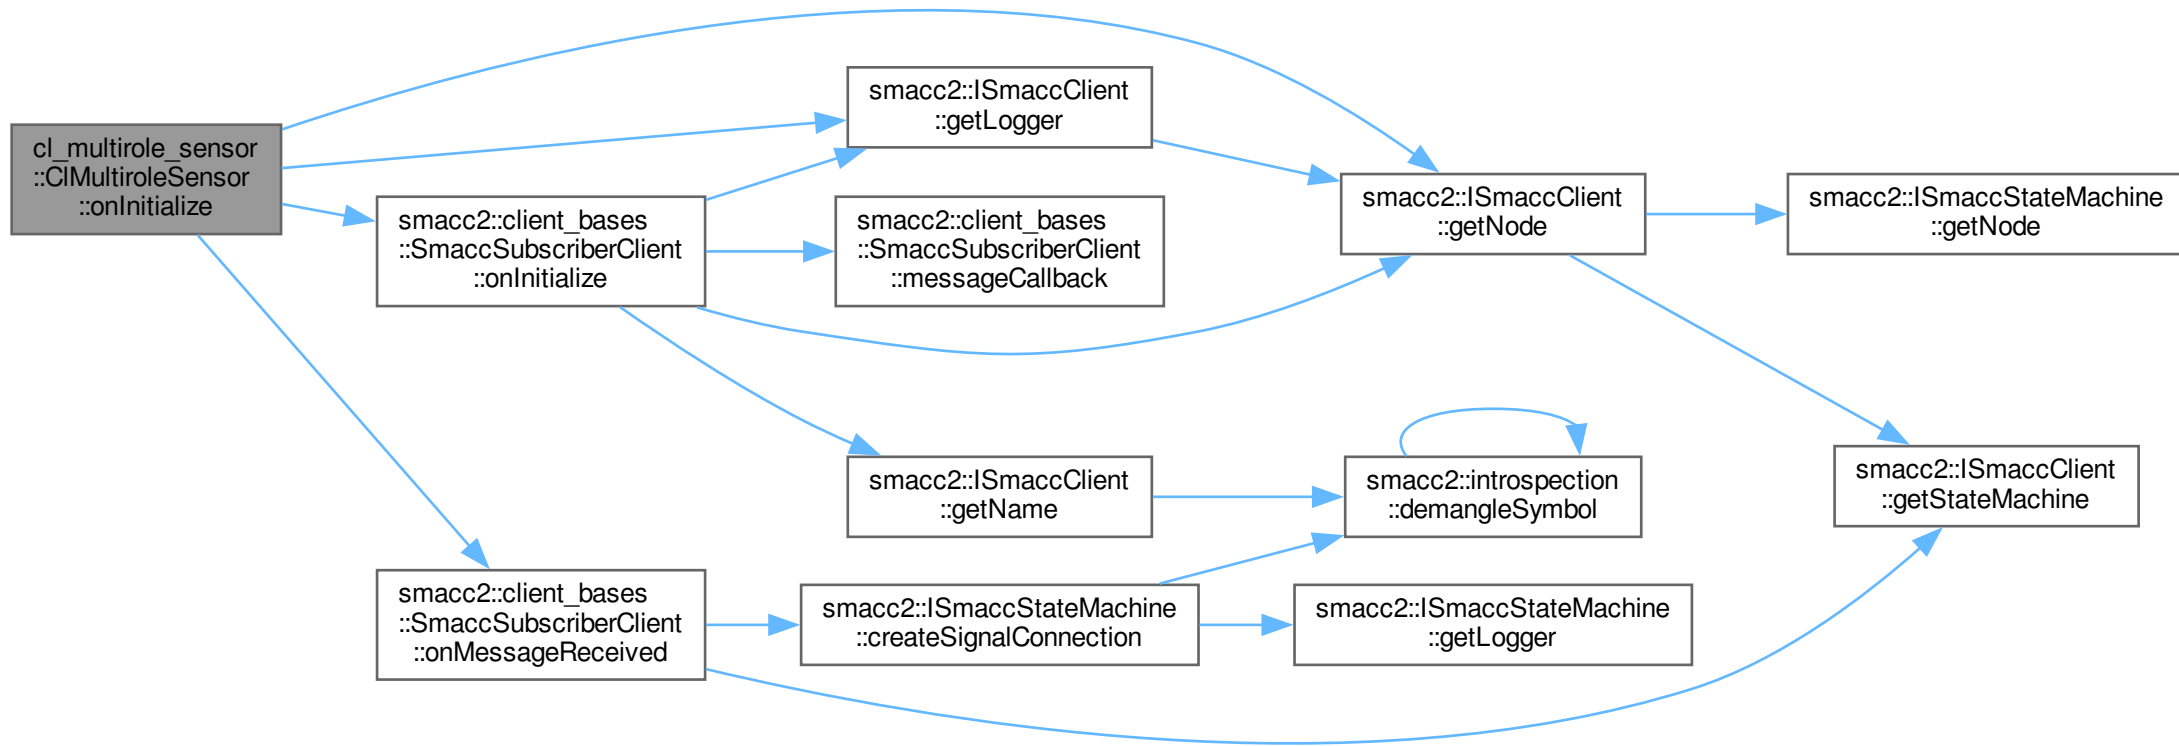 cl_multirole_sensor
::ClMultiroleSensor
::onInitialize
smacc2::ISmaccClient
::getLogger
smacc2::client_bases
::SmaccSubscriberClient
::onInitialize
smacc2::client_bases
::SmaccSubscriberClient
::messageCallback
smacc2::ISmaccClient
::getNode
smacc2::ISmaccStateMachine
::getNode
smacc2::ISmaccClient
::getName
smacc2::introspection
::demangleSymbol
smacc2::ISmaccClient
::getStateMachine
smacc2::client_bases
::SmaccSubscriberClient
::onMessageReceived
smacc2::ISmaccStateMachine
::createSignalConnection
smacc2::ISmaccStateMachine
::getLogger